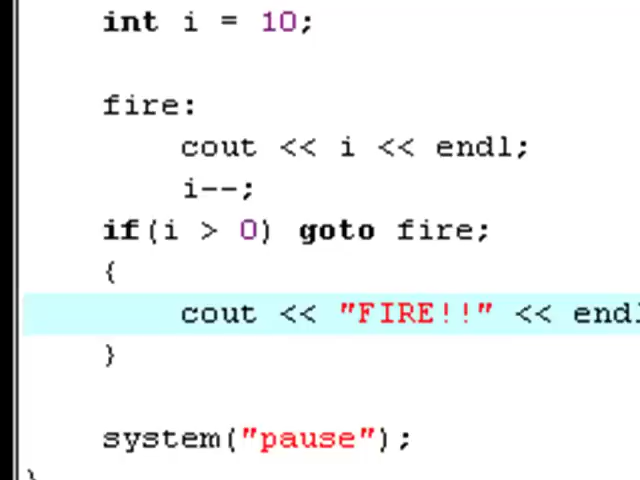 int i = 10;
fire:
cout << i << endl;
i--;
if(i > 0) goto fire;
{
cout << "FIRE!!" << endl
}
system("pause");
}